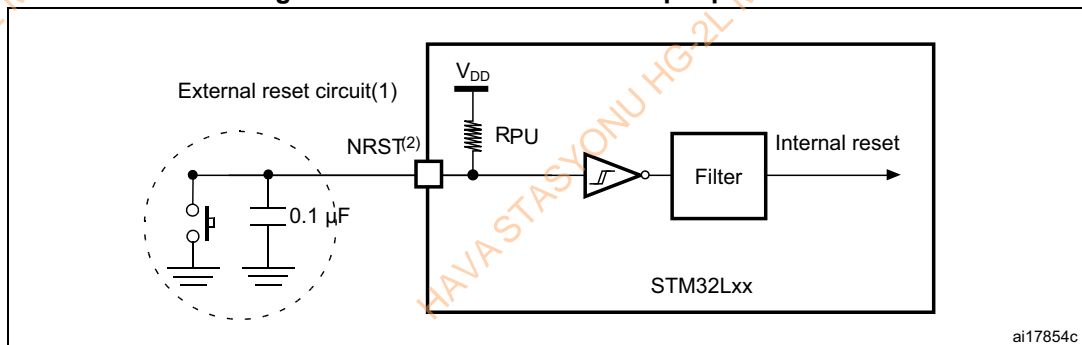 VDD
External reset circuit(1)
NRST(2)
RPU
Internal reset
Filter
0.1 µF
STM32Lxx
HAVA STASYONU HG-2L
ai17854c